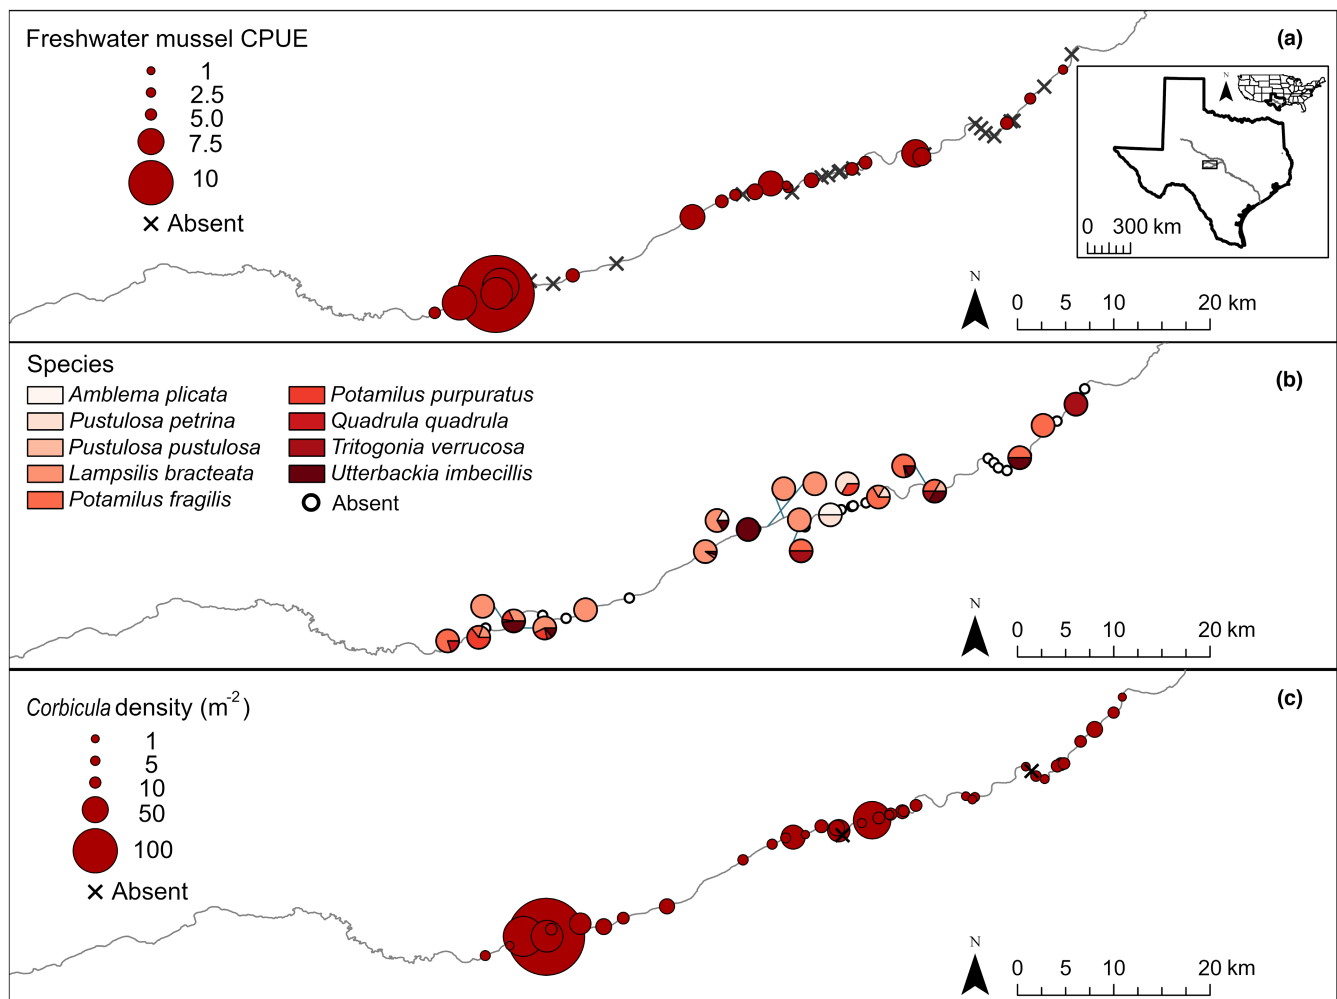 Freshwater mussel CPUE
1
2.5
5.0
7.5
10
Absent
(a)
N
0 300 km
N
0 5 10 20 km
Species
Amblema plicata
Pustulosa petrina
Pustulosa pustulosa
Lampsilis bracteata
Potamilus fragilis
Potamilus purpuratus
Quadrula quadrula
Tritogonia verrucosa
Utterbackia imbecillis
Absent
(b)
N
0 5 10 20 km
Corbicula density (m⁻²)
1
5
10
50
100
Absent
(c)
N
0 5 10 20 km